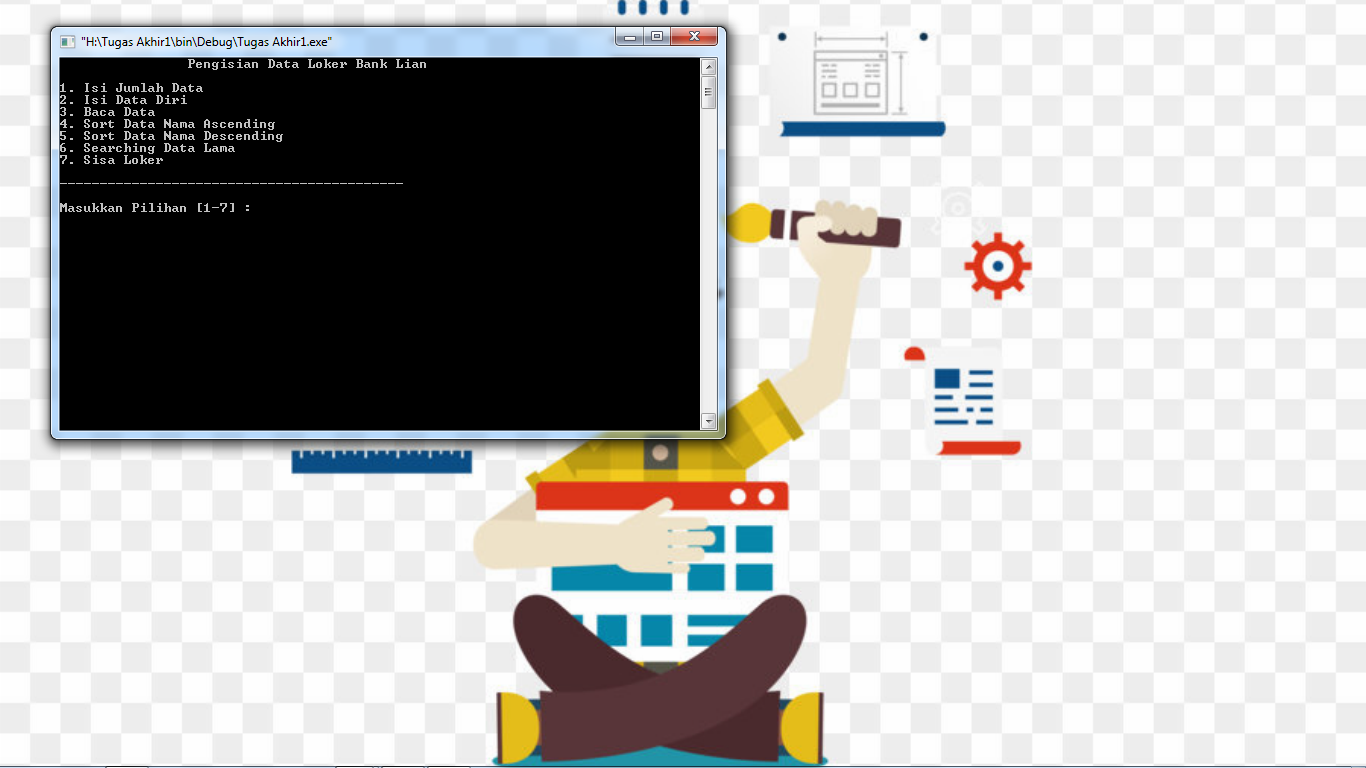 "H:\Tugas Akhir1\bin\Debug\Tugas Akhir1.exe"
Pengisian Data Loker Bank Lian
1. Isi Jumlah Data
2. Isi Data Diri
3. Baca Data
4. Sort Data Nama Ascending
5. Sort Data Nama Descending
6. Searching Data Lama
7. Sisa Loker
-------------------------------------------
Masukkan Pilihan [1-7] :